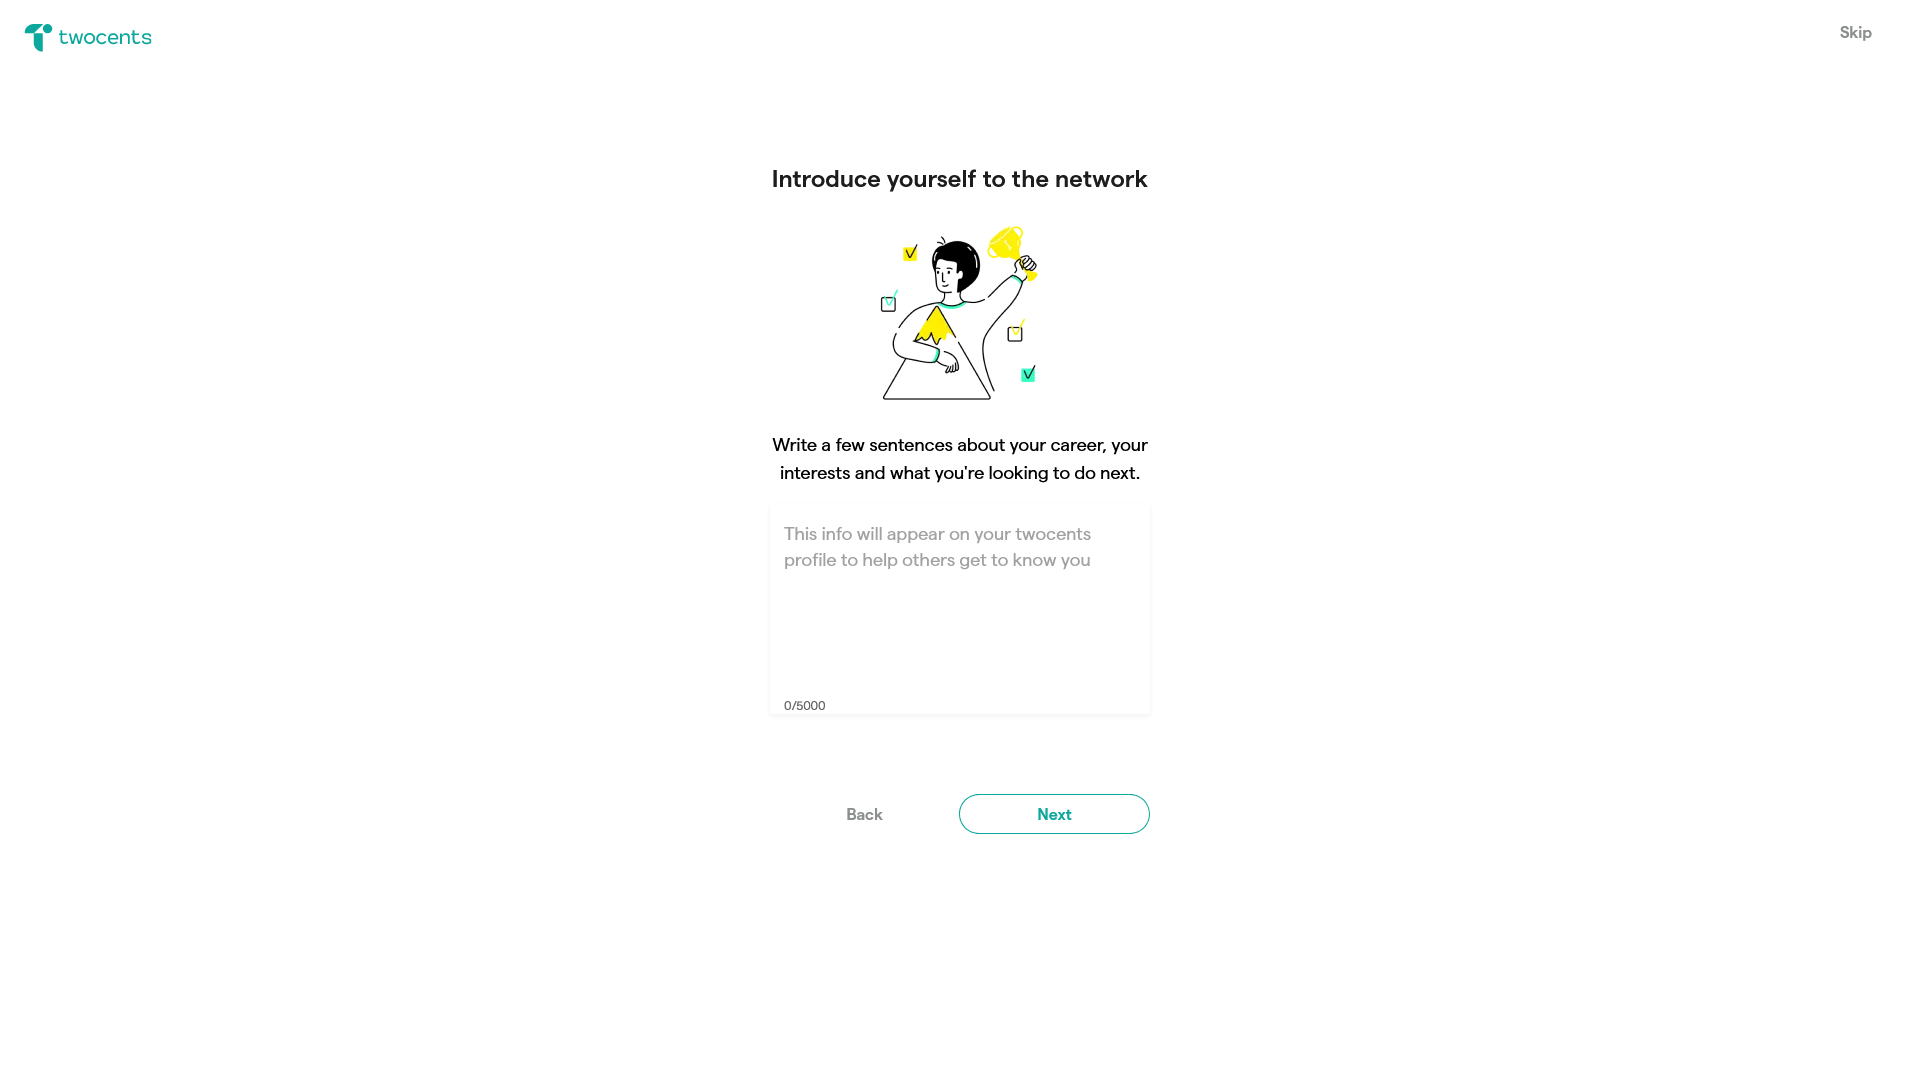 twocents
Skip
Introduce yourself to the network
Write a few sentences about your career, your
interests and what you're looking to do next.
This info will appear on your twocents
profile to help others get to know you
0/5000
Back
Next